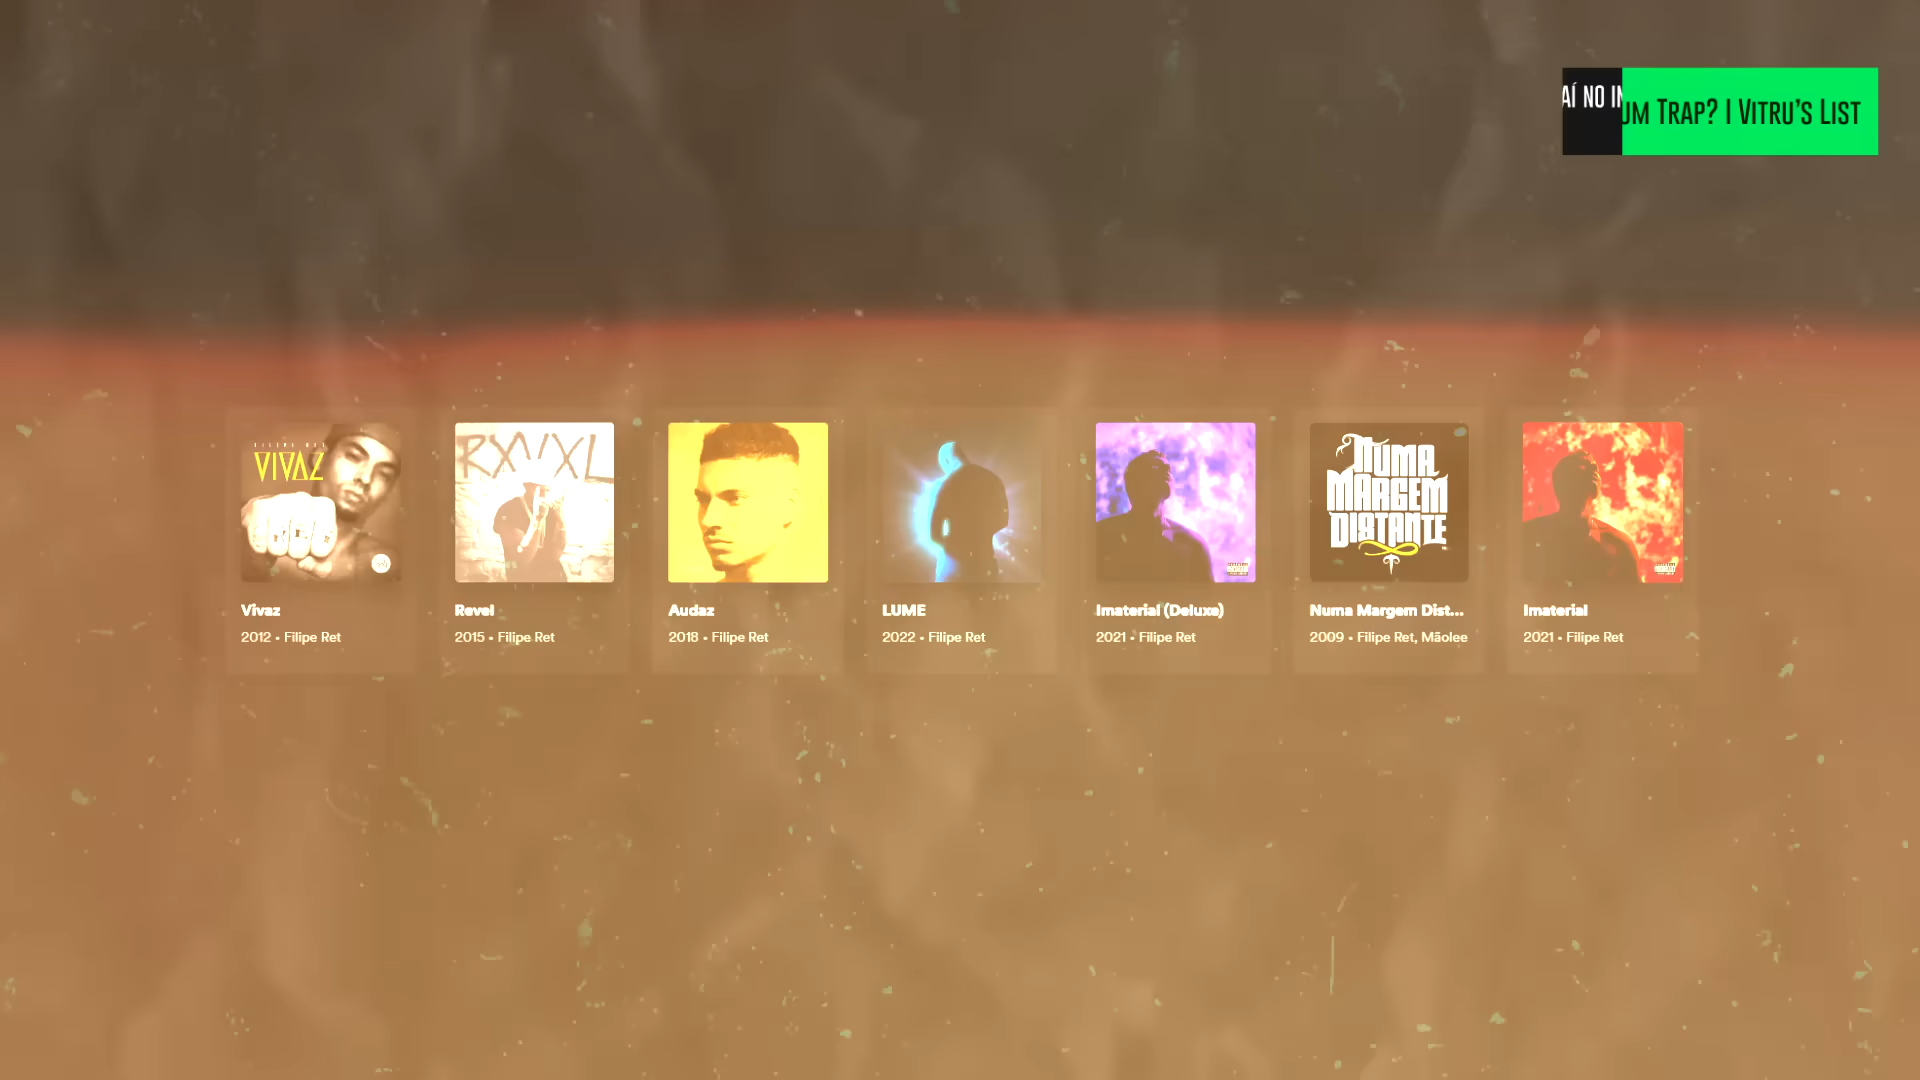 AÍ NO IN
UM TRAP? | VITRU'S LIST
VIVAZ
RXVXL
NUMA
MARGEM
DISTANTE
Vivaz
2012 • Filipe Ret
Revel
2015 • Filipe Ret
Audaz
2018 • Filipe Ret
LUME
2022 • Filipe Ret
Imaterial (Deluxe)
2021 • Filipe Ret
Numa Margem Dist...
2009 • Filipe Ret, Mãolee
Imaterial
2021 • Filipe Ret